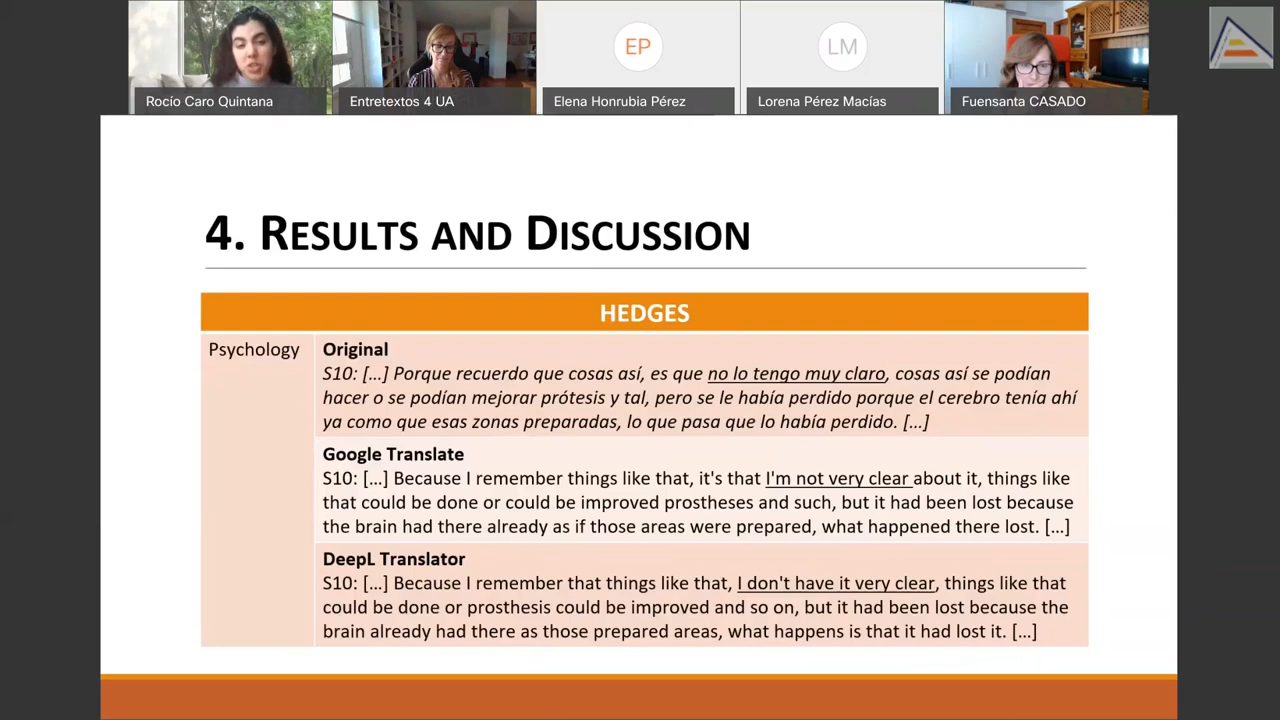 EP
LM
Rocío Caro Quintana
Entretextos 4 UA
Elena Honrubia Pérez
Lorena Pérez Macías
Fuensanta CASADO
4. RESULTS AND DISCUSSION
HEDGES
Psychology
Original
S10: […] Porque recuerdo que cosas así, es que no lo tengo muy claro, cosas así se podían
hacer o se podían mejorar prótesis y tal, pero se le había perdido porque el cerebro tenía ahí
ya como que esas zonas preparadas, lo que pasa que lo había perdido. […]
Google Translate
S10: […] Because I remember things like that, it's that I'm not very clear about it, things like
that could be done or could be improved prostheses and such, but it had been lost because
the brain had there already as if those areas were prepared, what happened there lost. […]
DeepL Translator
S10: […] Because I remember that things like that, I don't have it very clear, things like that
could be done or prosthesis could be improved and so on, but it had been lost because the
brain already had there as those prepared areas, what happens is that it had lost it. […]